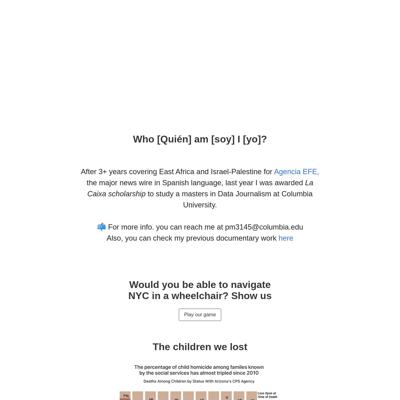 Who [Quién] am [soy] I [yo]?
After 3+ years covering East Africa and Israel-Palestine for Agencia EFE,
the major news wire in Spanish language, last year I was awarded La
Caixa scholarship to study a masters in Data Journalism at Columbia
University.
📫 For more info. you can reach me at pm3145@columbia.edu
Also, you can check my previous documentary work here
Would you be able to navigate
NYC in a wheelchair? Show us
Play our game
The children we lost
The percentage of child homicide among familes known
by the social services has almost tripled since 2010
Deaths Among Children by Status With Arizona's CPS Agency